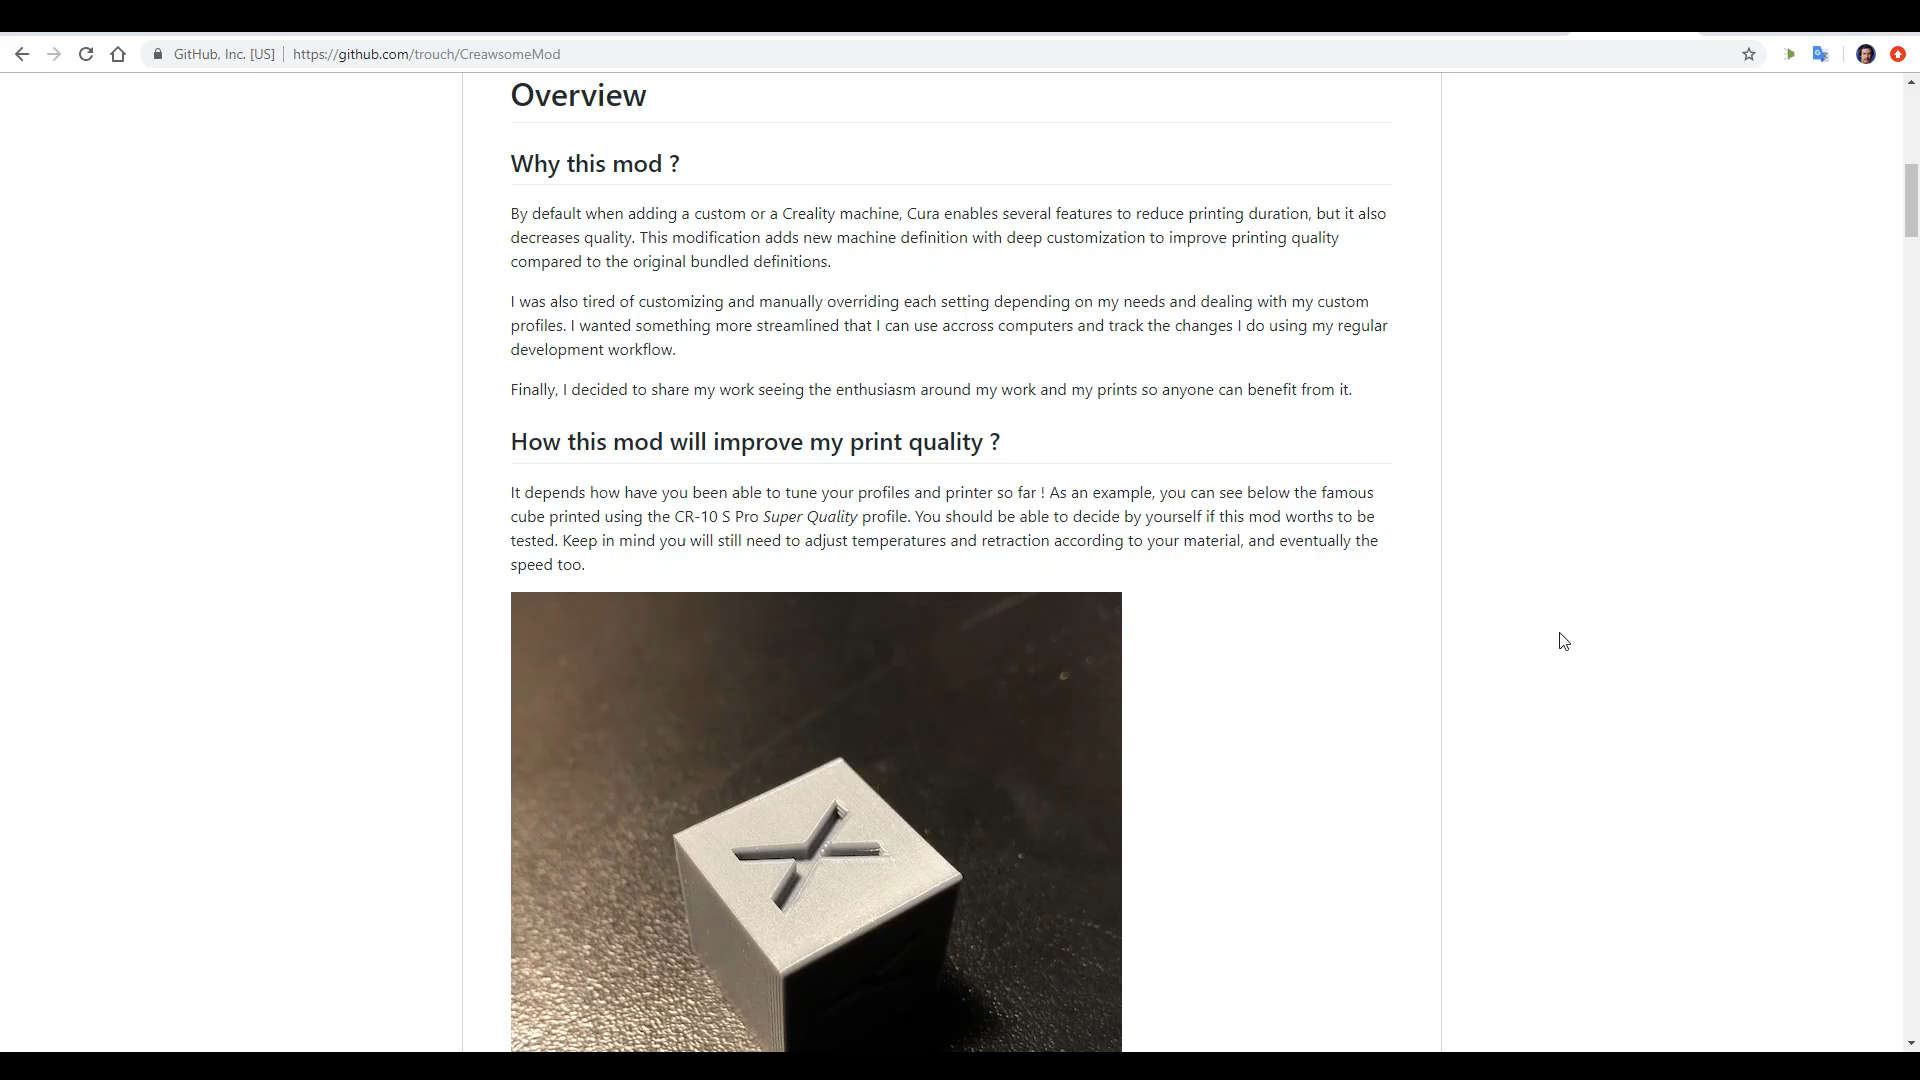 GitHub, Inc. [US] | https://github.com/trouch/CreawsomeMod
Overview
Why this mod ?
By default when adding a custom or a Creality machine, Cura enables several features to reduce printing duration, but it also
decreases quality. This modification adds new machine definition with deep customization to improve printing quality
compared to the original bundled definitions.
I was also tired of customizing and manually overriding each setting depending on my needs and dealing with my custom
profiles. I wanted something more streamlined that I can use accross computers and track the changes I do using my regular
development workflow.
Finally, I decided to share my work seeing the enthusiasm around my work and my prints so anyone can benefit from it.
How this mod will improve my print quality ?
It depends how have you been able to tune your profiles and printer so far ! As an example, you can see below the famous
cube printed using the CR-10 S Pro Super Quality profile. You should be able to decide by yourself if this mod worths to be
tested. Keep in mind you will still need to adjust temperatures and retraction according to your material, and eventually the
speed too.
X